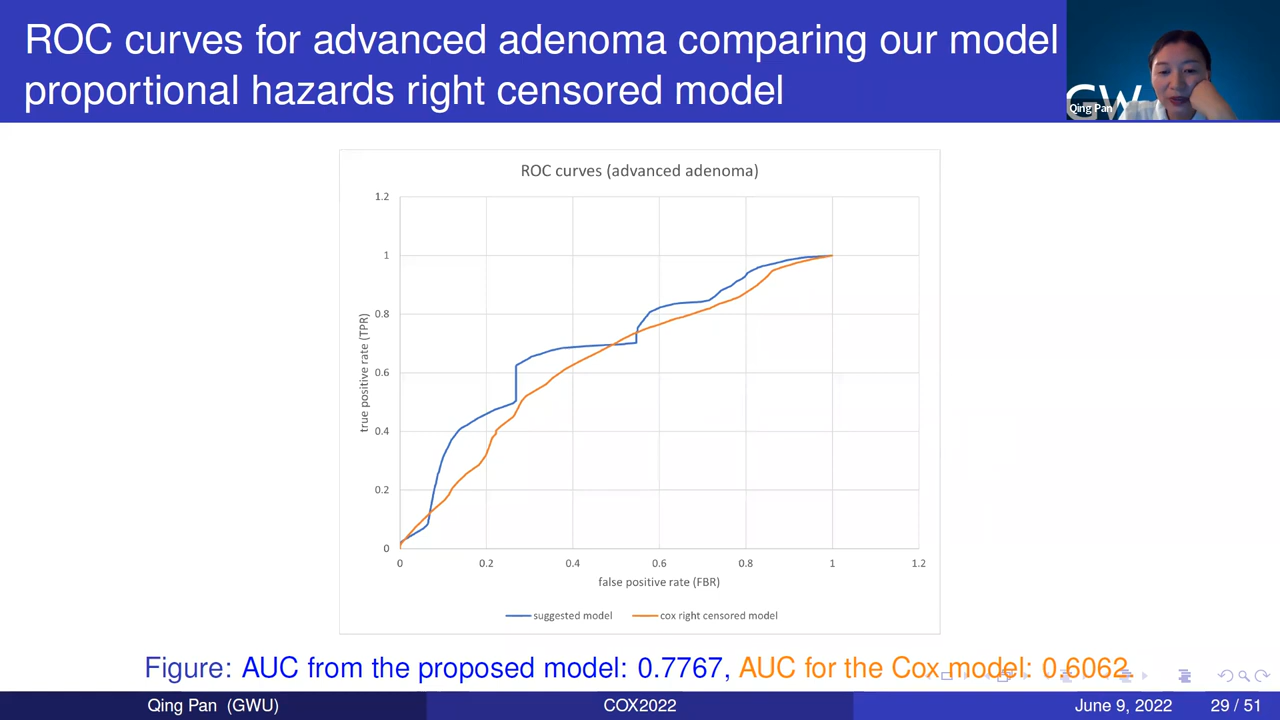 ROC curves for advanced adenoma comparing our model
proportional hazards right censored model
GW
Qing Pan
ROC curves (advanced adenoma)
1.2
1
0.8
0.6
0.4
0.2
0
true positive rate (TPR)
0 0.2 0.4 0.6 0.8 1 1.2
false positive rate (FBR)
suggested model cox right censored model
Figure: AUC from the proposed model: 0.7767, AUC for the Cox model: 0.6062.
Qing Pan (GWU) COX2022 June 9, 2022 29 / 51